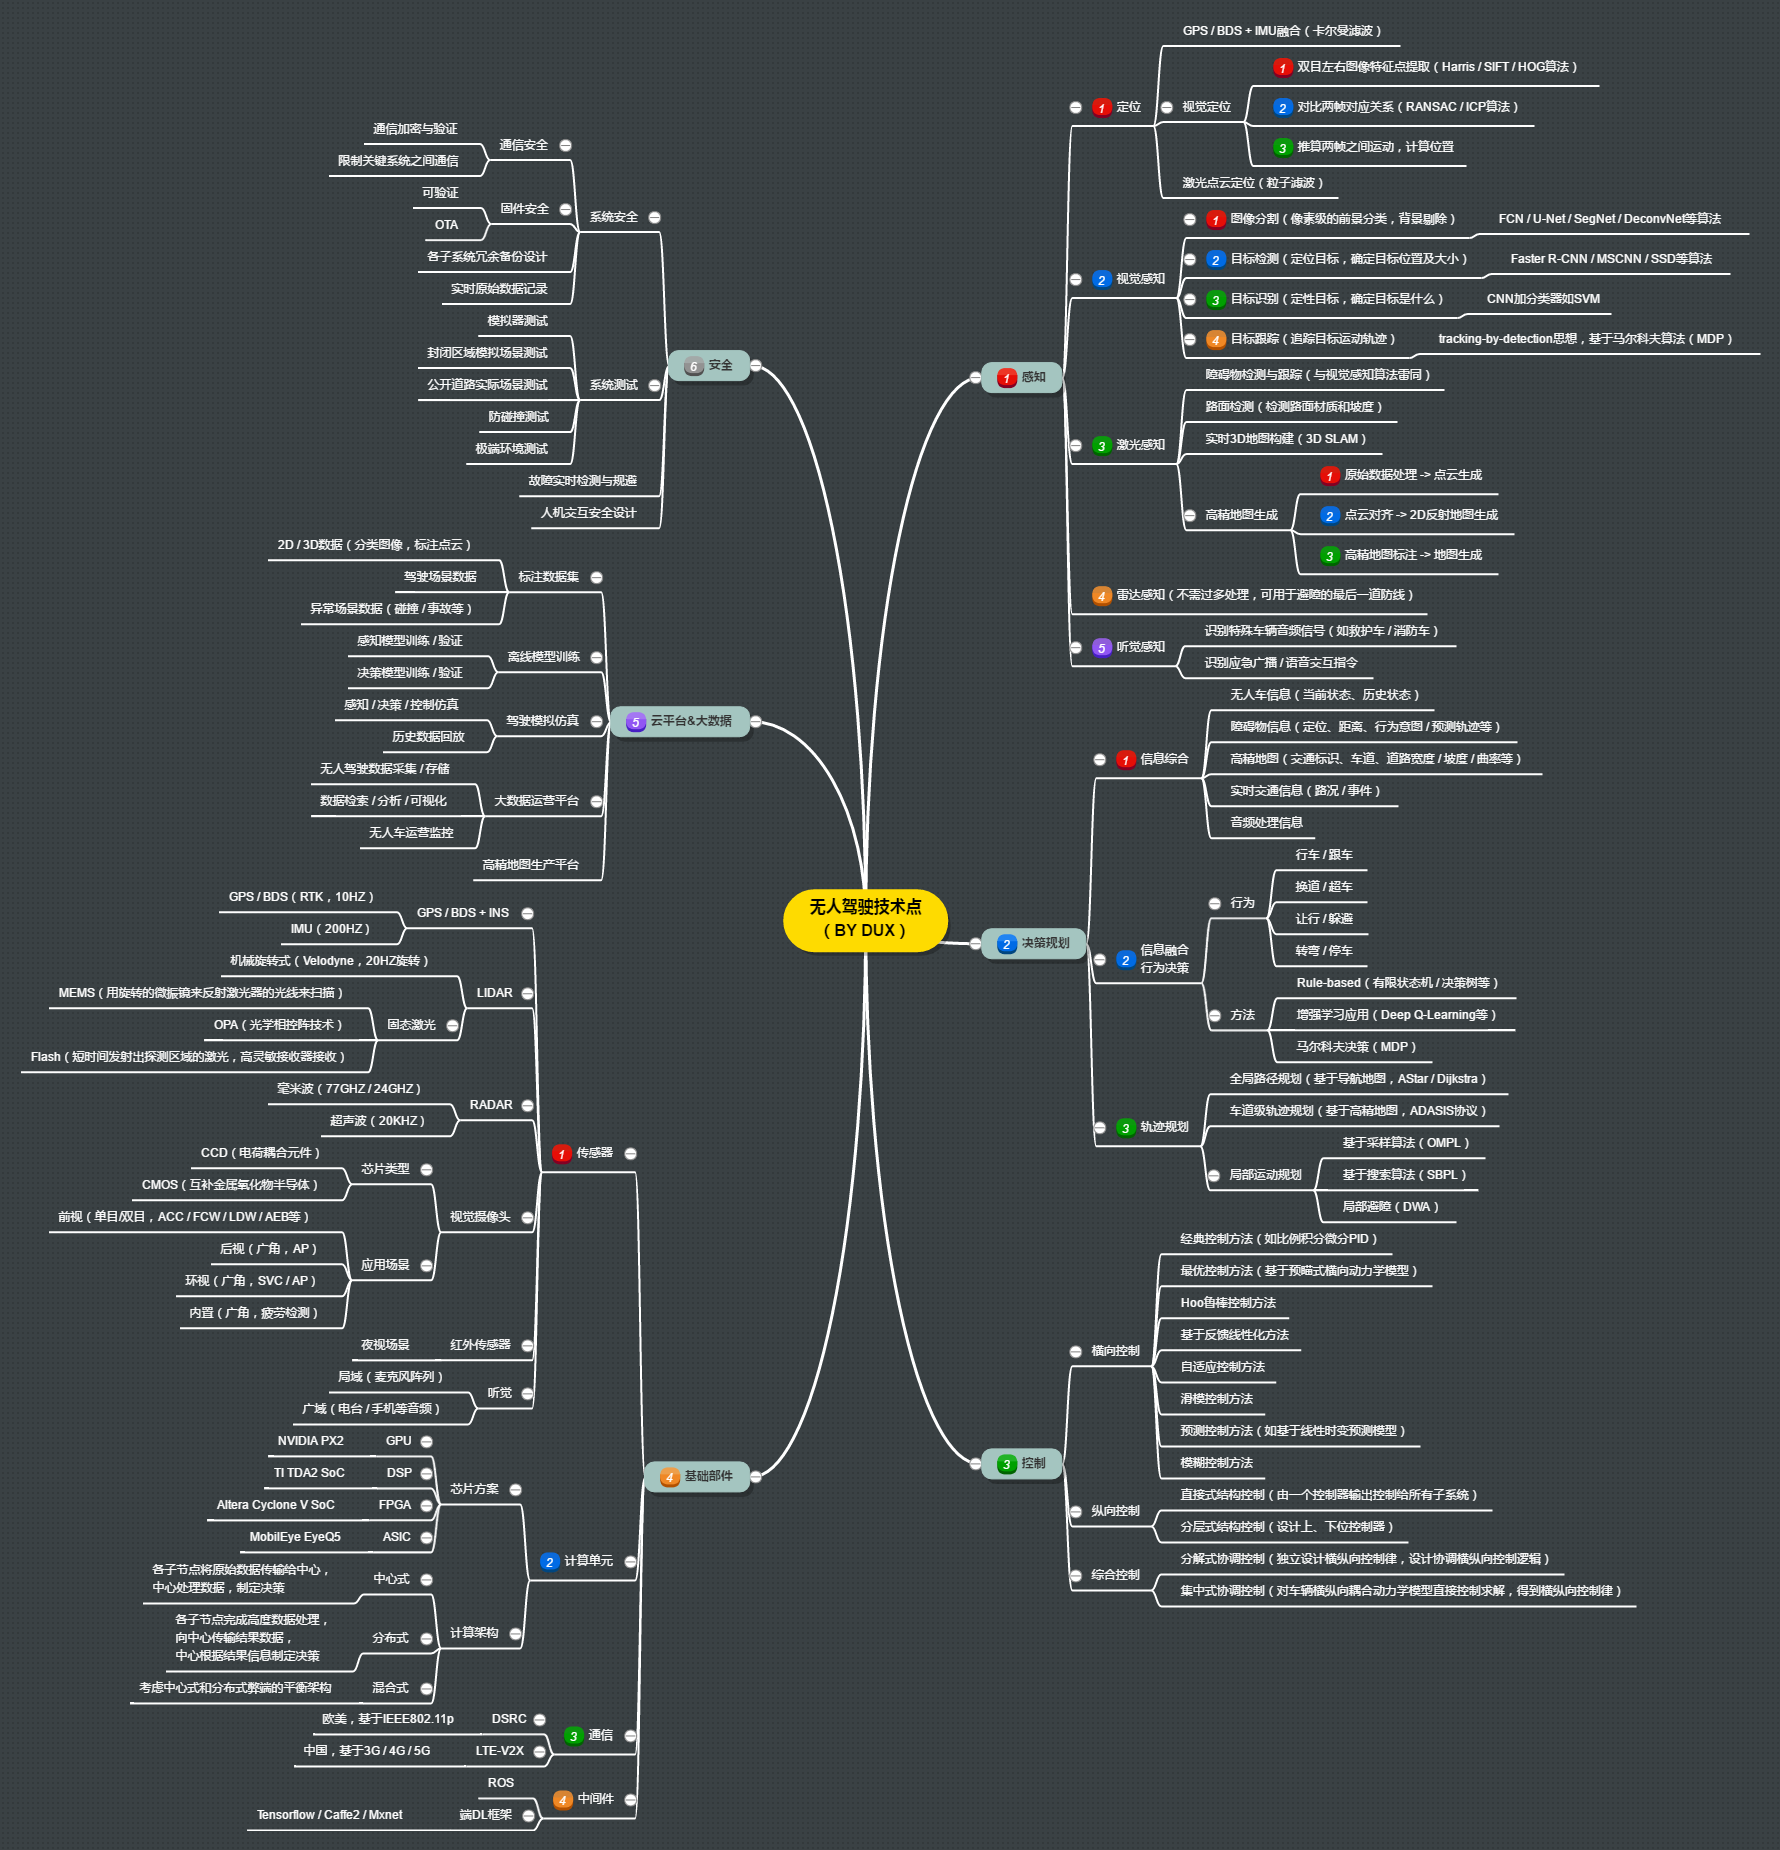 无人驾驶技术点
（BY DUX）
1 感知
1 定位
GPS / BDS + IMU融合（卡尔曼滤波）
视觉定位
1 双目左右图像特征点提取（Harris / SIFT / HOG算法）
2 对比两帧对应关系（RANSAC / ICP算法）
3 推算两帧之间运动，计算位置
激光点云定位（粒子滤波）
2 视觉感知
1 图像分割（像素级的前景分类，背景剔除）
FCN / U-Net / SegNet / DeconvNet等算法
2 目标检测（定位目标，确定目标位置及大小）
Faster R-CNN / MSCNN / SSD等算法
3 目标识别（定性目标，确定目标是什么）
CNN加分类器如SVM
4 目标跟踪（追踪目标运动轨迹）
tracking-by-detection思想，基于马尔科夫算法（MDP）
3 激光感知
障碍物检测与跟踪（与视觉感知算法雷同）
路面检测（检测路面材质和坡度）
实时3D地图构建（3D SLAM）
高精地图生成
1 原始数据处理 -> 点云生成
2 点云对齐 -> 2D反射地图生成
3 高精地图标注 -> 地图生成
4 雷达感知（不需过多处理，可用于避障的最后一道防线）
5 听觉感知
识别特殊车辆音频信号（如救护车 / 消防车）
识别应急广播 / 语音交互指令
2 决策规划
1 信息综合
无人车信息（当前状态、历史状态）
障碍物信息（定位、距离、行为意图 / 预测轨迹等）
高精地图（交通标识、车道、道路宽度 / 坡度 / 曲率等）
实时交通信息（路况 / 事件）
音频处理信息
2 信息融合
行为决策
行为
行车 / 跟车
换道 / 超车
让行 / 躲避
转弯 / 停车
方法
Rule-based（有限状态机 / 决策树等）
增强学习应用（Deep Q-Learning等）
马尔科夫决策（MDP）
3 轨迹规划
全局路径规划（基于导航地图，AStar / Dijkstra）
车道级轨迹规划（基于高精地图，ADASIS协议）
局部运动规划
基于采样算法（OMPL）
基于搜索算法（SBPL）
局部避障（DWA）
3 控制
横向控制
经典控制方法（如比例积分微分PID）
最优控制方法（基于预瞄式横向动力学模型）
Hoo鲁棒控制方法
基于反馈线性化方法
自适应控制方法
滑模控制方法
预测控制方法（如基于线性时变预测模型）
模糊控制方法
纵向控制
直接式结构控制（由一个控制器输出控制给所有子系统）
分层式结构控制（设计上、下位控制器）
综合控制
分解式协调控制（独立设计横纵向控制律，设计协调横纵向控制逻辑）
集中式协调控制（对车辆横纵向耦合动力学模型直接控制求解，得到横纵向控制律）
4 基础部件
1 传感器
GPS / BDS + INS
GPS / BDS（RTK，10HZ）
IMU（200HZ）
LIDAR
机械旋转式（Velodyne，20HZ旋转）
固态激光
MEMS（用旋转的微振镜来反射激光器的光线来扫描）
OPA（光学相控阵技术）
Flash（短时间发射出探测区域的激光，高灵敏接收器接收）
RADAR
毫米波（77GHZ / 24GHZ）
超声波（20KHZ）
视觉摄像头
芯片类型
CCD（电荷耦合元件）
CMOS（互补金属氧化物半导体）
应用场景
前视（单目/双目，ACC / FCW / LDW / AEB等）
后视（广角，AP）
环视（广角，SVC / AP）
内置（广角，疲劳检测）
红外传感器
夜视场景
听觉
局域（麦克风阵列）
广域（电台 / 手机等音频）
2 计算单元
芯片方案
GPU
NVIDIA PX2
DSP
TI TDA2 SoC
FPGA
Altera Cyclone V SoC
ASIC
MobilEye EyeQ5
计算架构
中心式
各子节点将原始数据传输给中心，
中心处理数据，制定决策
分布式
各子节点完成高度数据处理，
向中心传输结果数据，
中心根据结果信息制定决策
混合式
考虑中心式和分布式弊端的平衡架构
3 通信
DSRC
欧美，基于IEEE802.11p
LTE-V2X
中国，基于3G / 4G / 5G
4 中间件
ROS
端DL框架
Tensorflow / Caffe2 / Mxnet
5 云平台&大数据
标注数据集
2D / 3D数据（分类图像，标注点云）
驾驶场景数据
异常场景数据（碰撞 / 事故等）
离线模型训练
感知模型训练 / 验证
决策模型训练 / 验证
驾驶模拟仿真
感知 / 决策 / 控制仿真
历史数据回放
大数据运营平台
无人驾驶数据采集 / 存储
数据检索 / 分析 / 可视化
无人车运营监控
高精地图生产平台
6 安全
系统安全
通信安全
通信加密与验证
限制关键系统之间通信
固件安全
可验证
OTA
各子系统冗余备份设计
实时原始数据记录
系统测试
模拟器测试
封闭区域模拟场景测试
公开道路实际场景测试
防碰撞测试
极端环境测试
故障实时检测与规避
人机交互安全设计